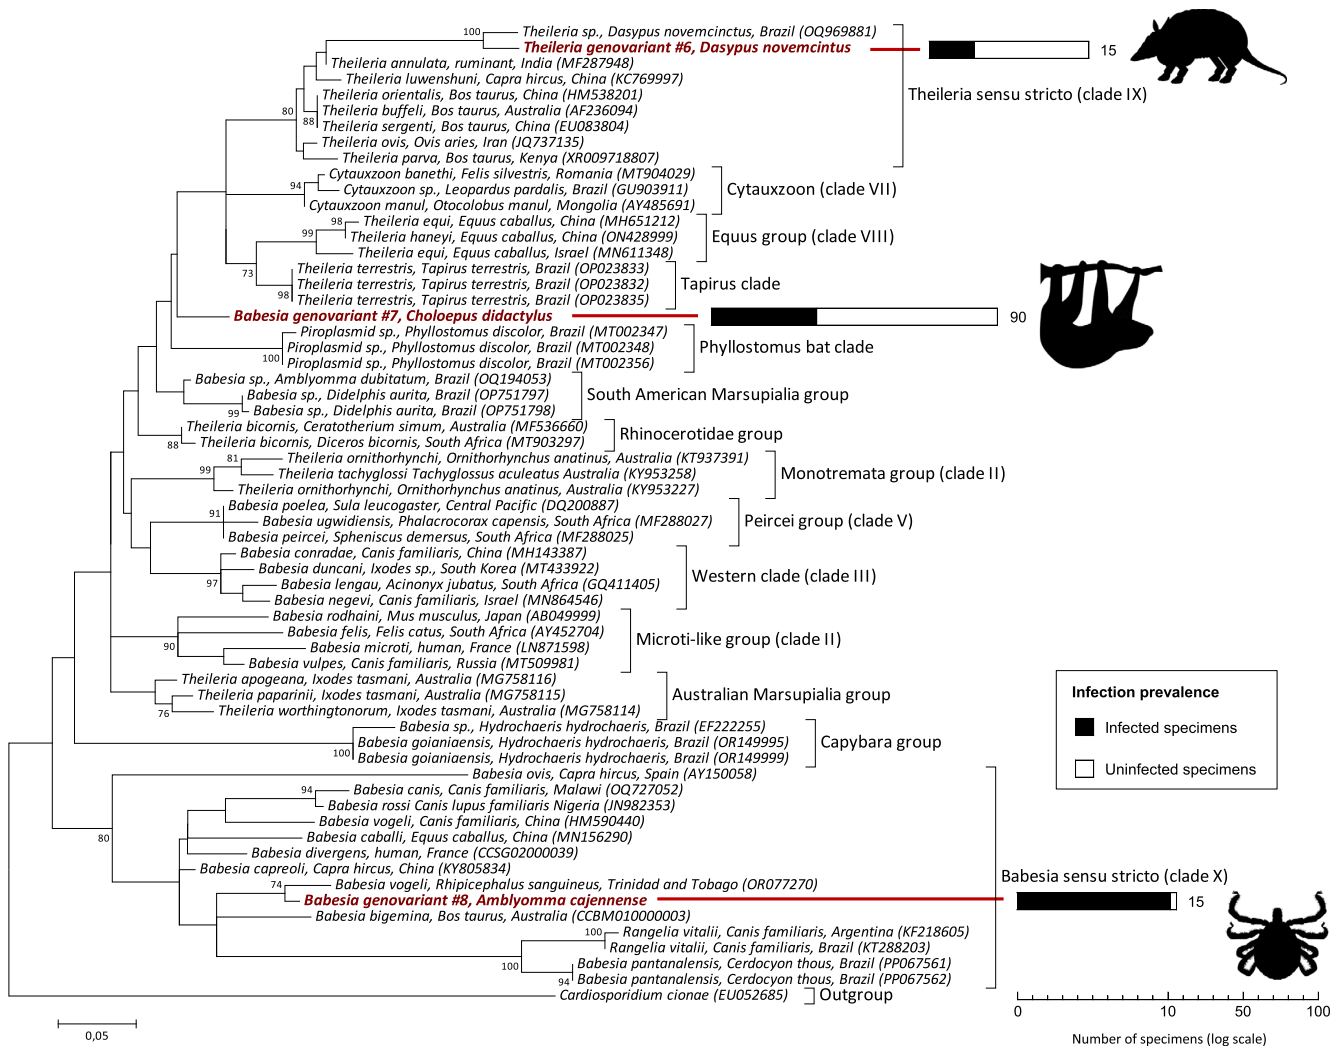 100
Theileria sp., Dasypus novemcinctus, Brazil (OQ969881)
Theileria genovariant #6, Dasypus novemcintus
15
Theileria annulata, ruminant, India (MF287948)
Theileria luwenshuni, Capra hircus, China (KC769997)
Theileria orientalis, Bos taurus, China (HM538201)
Theileria sensu stricto (clade IX)
80
Theileria buffeli, Bos taurus, Australia (AF236094)
88
Theileria sergenti, Bos taurus, China (EU083804)
Theileria ovis, Ovis aries, Iran (JQ737135)
Theileria parva, Bos taurus, Kenya (XR009718807)
Cytauxzoon banethi, Felis silvestris, Romania (MT904029)
94
Cytauxzoon sp., Leopardus pardalis, Brazil (GU903911)
Cytauxzoon (clade VII)
Cytauxzoon manul, Otocolobus manul, Mongolia (AY485691)
98
Theileria equi, Equus caballus, China (MH651212)
99
Theileria haneyi, Equus caballus, China (ON428999)
Equus group (clade VIII)
Theileria equi, Equus caballus, Israel (MN611348)
73
Theileria terrestris, Tapirus terrestris, Brazil (OP023833)
Theileria terrestris, Tapirus terrestris, Brazil (OP023832)
Tapirus clade
98
Theileria terrestris, Tapirus terrestris, Brazil (OP023835)
Babesia genovariant #7, Choloepus didactylus
90
Piroplasmid sp., Phyllostomus discolor, Brazil (MT002347)
Piroplasmid sp., Phyllostomus discolor, Brazil (MT002348)
Phyllostomus bat clade
100
Piroplasmid sp., Phyllostomus discolor, Brazil (MT002356)
Babesia sp., Amblyomma dubitatum, Brazil (OQ194053)
Babesia sp., Didelphis aurita, Brazil (OP751797)
South American Marsupialia group
99
Babesia sp., Didelphis aurita, Brazil (OP751798)
Theileria bicornis, Ceratotherium simum, Australia (MF536660)
Rhinocerotidae group
88
Theileria bicornis, Diceros bicornis, South Africa (MT903297)
81
Theileria ornithorhynchi, Ornithorhynchus anatinus, Australia (KT937391)
99
Theileria tachyglossi Tachyglossus aculeatus Australia (KY953258)
Monotremata group (clade II)
Theileria ornithorhynchi, Ornithorhynchus anatinus, Australia (KY953227)
Babesia poelea, Sula leucogaster, Central Pacific (DQ200887)
91
Babesia ugwidiensis, Phalacrocorax capensis, South Africa (MF288027)
Peircei group (clade V)
Babesia peircei, Spheniscus demersus, South Africa (MF288025)
Babesia conradae, Canis familiaris, China (MH143387)
Babesia duncani, Ixodes sp., South Korea (MT433922)
Western clade (clade III)
97
Babesia lengau, Acinonyx jubatus, South Africa (GQ411405)
Babesia negevi, Canis familiaris, Israel (MN864546)
Babesia rodhaini, Mus musculus, Japan (AB049999)
Babesia felis, Felis catus, South Africa (AY452704)
Microti-like group (clade II)
90
Babesia microti, human, France (LN871598)
Babesia vulpes, Canis familiaris, Russia (MT509981)
Theileria apogeana, Ixodes tasmani, Australia (MG758116)
Theileria paparinii, Ixodes tasmani, Australia (MG758115)
Australian Marsupialia group
76
Theileria worthingtonorum, Ixodes tasmani, Australia (MG758114)
Babesia sp., Hydrochaeris hydrochaeris, Brazil (EF222255)
Babesia goianiaensis, Hydrochaeris hydrochaeris, Brazil (OR149995)
Capybara group
100
Babesia goianiaensis, Hydrochaeris hydrochaeris, Brazil (OR149999)
Infection prevalence
Infected specimens
Uninfected specimens
Babesia ovis, Capra hircus, Spain (AY150058)
94
Babesia canis, Canis familiaris, Malawi (OQ727052)
Babesia rossi Canis lupus familiaris Nigeria (JN982353)
Babesia vogeli, Canis familiaris, China (HM590440)
80
Babesia caballi, Equus caballus, China (MN156290)
Babesia divergens, human, France (CCSG02000039)
Babesia capreoli, Capra hircus, China (KY805834)
Babesia sensu stricto (clade X)
74
Babesia vogeli, Rhipicephalus sanguineus, Trinidad and Tobago (OR077270)
Babesia genovariant #8, Amblyomma cajennense
15
Babesia bigemina, Bos taurus, Australia (CCBM010000003)
100
Rangelia vitalii, Canis familiaris, Argentina (KF218605)
Rangelia vitalii, Canis familiaris, Brazil (KT288203)
100
Babesia pantanalensis, Cerdocyon thous, Brazil (PP067561)
94
Babesia pantanalensis, Cerdocyon thous, Brazil (PP067562)
Cardiosporidium cionae (EU052685)
Outgroup
0 10 50 100
Number of specimens (log scale)
0,05